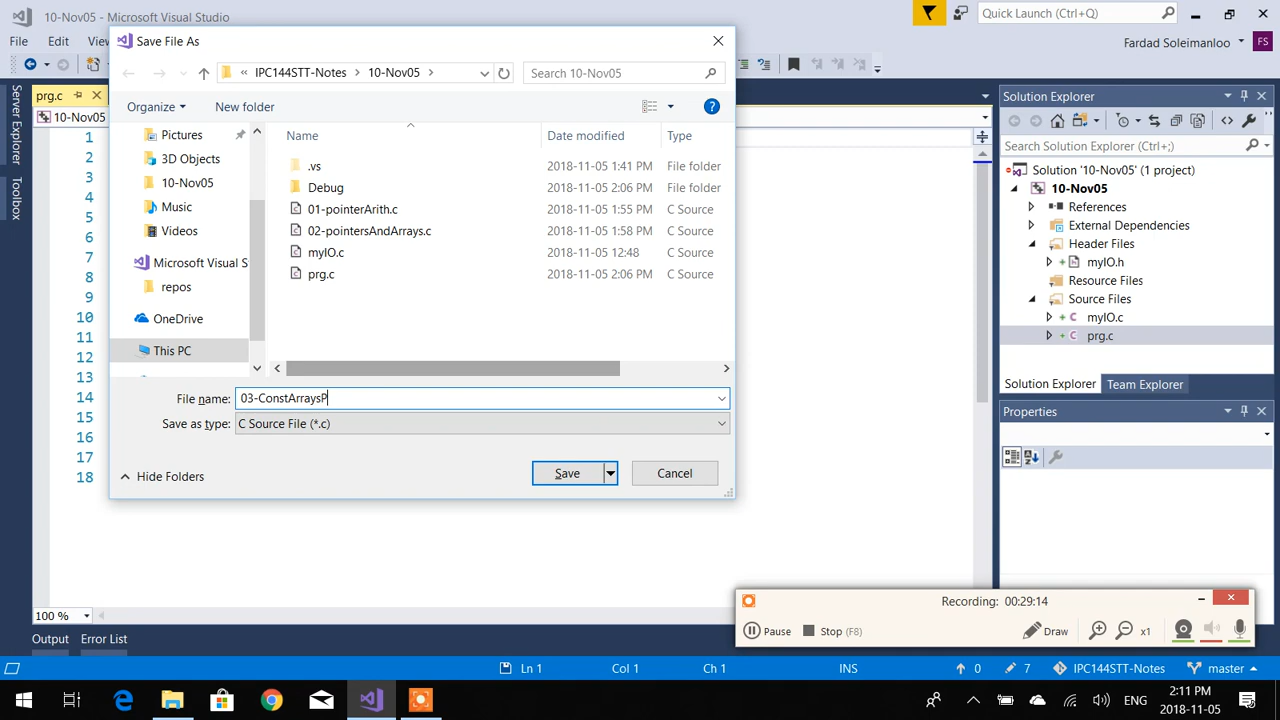 10-Nov05 - Microsoft Visual Studio
Quick Launch (Ctrl+Q)
File Edit View
Fardad Soleimanloo FS
Save File As
« IPC144STT-Notes > 10-Nov05 >
Search 10-Nov05
Organize
New folder
Name Date modified Type
Pictures
3D Objects
10-Nov05
Music
Videos
Microsoft Visual S
repos
OneDrive
This PC
.vs 2018-11-05 1:41 PM File folder
Debug 2018-11-05 2:06 PM File folder
01-pointerArith.c 2018-11-05 1:55 PM C Source
02-pointersAndArrays.c 2018-11-05 1:58 PM C Source
myIO.c 2018-11-05 12:48 C Source
prg.c 2018-11-05 2:06 PM C Source
File name: 03-ConstArraysP
Save as type: C Source File (*.c)
Hide Folders
Save
Cancel
Server Explorer
Toolbox
prg.c
10-Nov05
1
2
3
4
5
6
7
8
9
10
11
12
13
14
15
16
17
18
100 %
Solution Explorer
Search Solution Explorer (Ctrl+;)
Solution '10-Nov05' (1 project)
10-Nov05
References
External Dependencies
Header Files
myIO.h
Resource Files
Source Files
myIO.c
prg.c
Solution Explorer Team Explorer
Properties
Recording: 00:29:14
Pause
Stop (F8)
Draw
x1
Output Error List
Ln 1 Col 1 Ch 1 INS 0 7 IPC144STT-Notes master
ENG
2:11 PM
2018-11-05